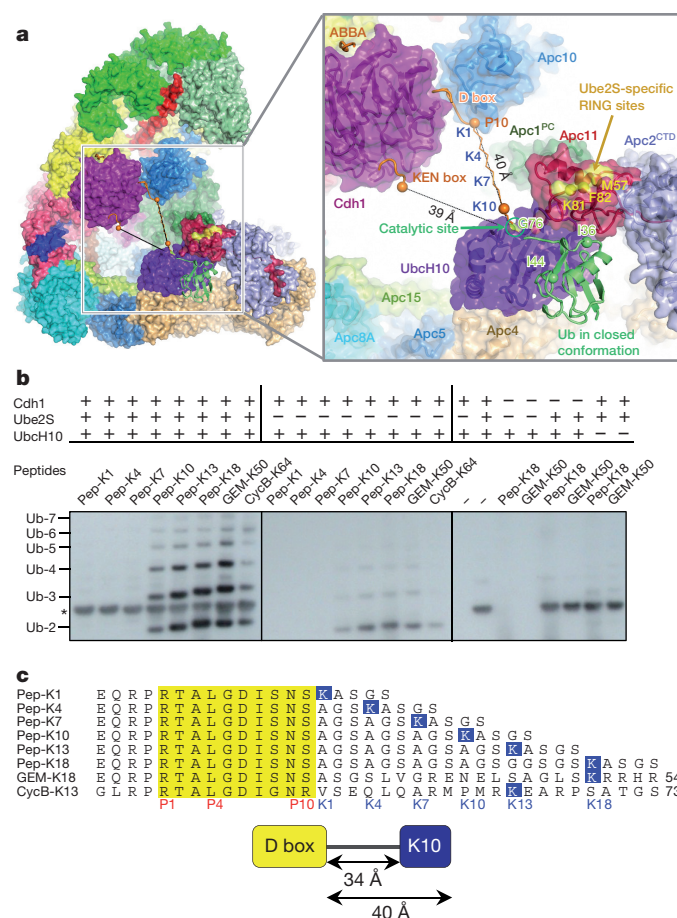 a
ABBA
Apc10
D box
P10
Ube2S-specific
RING sites
K1
Apc1PC
Apc11
Apc2CTD
K4
40 Å
K7
M57
F82
K81
KEN box
K10
Cdh1
39 Å
G76
Catalytic site
I36
UbcH10
I44
Apc15
Apc8A
Apc5
Apc4
Ub in closed
conformation
b
Cdh1 + + + + + + + + + + + + + + + + + + – – – – + +
Ube2S + + + + + + + + – – – – – – – – – + – – + + + +
UbcH10 + + + + + + + + + + + + + + + + + + + + + + – –
Peptides Pep-K1 Pep-K4 Pep-K7 Pep-K10 Pep-K13 Pep-K18 GEM-K50 CycB-K64 Pep-K1 Pep-K4 Pep-K7 Pep-K10 Pep-K13 Pep-K18 GEM-K50 CycB-K64 – – Pep-K18 GEM-K50 Pep-K18 GEM-K50 Pep-K18 GEM-K50
Ub-7
Ub-6
Ub-5
Ub-4
Ub-3
*
Ub-2
c
Pep-K1 E Q R P R T A L G D I S N S K A S G S
Pep-K4 E Q R P R T A L G D I S N S A G S K A S G S
Pep-K7 E Q R P R T A L G D I S N S A G S A G S K A S G S
Pep-K10 E Q R P R T A L G D I S N S A G S A G S A G S K A S G S
Pep-K13 E Q R P R T A L G D I S N S A G S A G S A G S A G S K A S G S
Pep-K18 E Q R P R T A L G D I S N S A G S A G S A G S A G S G G S G S K A S G S
GEM-K18 E Q R P R T A L G D I S N R A S G S L V G R E N E L S A G L S K R R H R 54
CycB-K13 G L R P R T A L G D I G N R V S E Q L Q A R M P M R K E A R P S A T G S 73
P1 P4 P10 K1 K4 K7 K10 K13 K18
D box K10
34 Å
40 Å